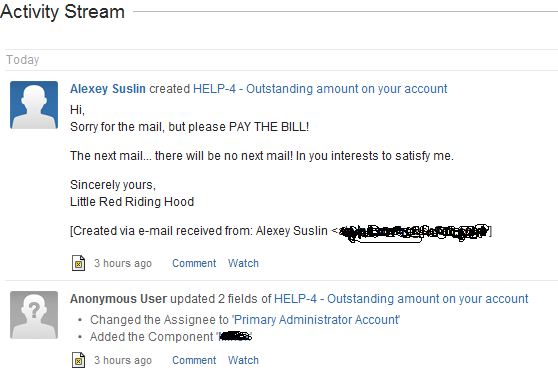 Activity Stream
Today
Alexey Suslin created HELP-4 - Outstanding amount on your account
Hi,
Sorry for the mail, but please PAY THE BILL!
The next mail... there will be no next mail! In you interests to satisfy me.
Sincerely yours,
Little Red Riding Hood
[Created via e-mail received from: Alexey Suslin <
3 hours ago Comment Watch
Anonymous User updated 2 fields of HELP-4 - Outstanding amount on your account
• Changed the Assignee to 'Primary Administrator Account'
• Added the Component '
3 hours ago Comment Watch